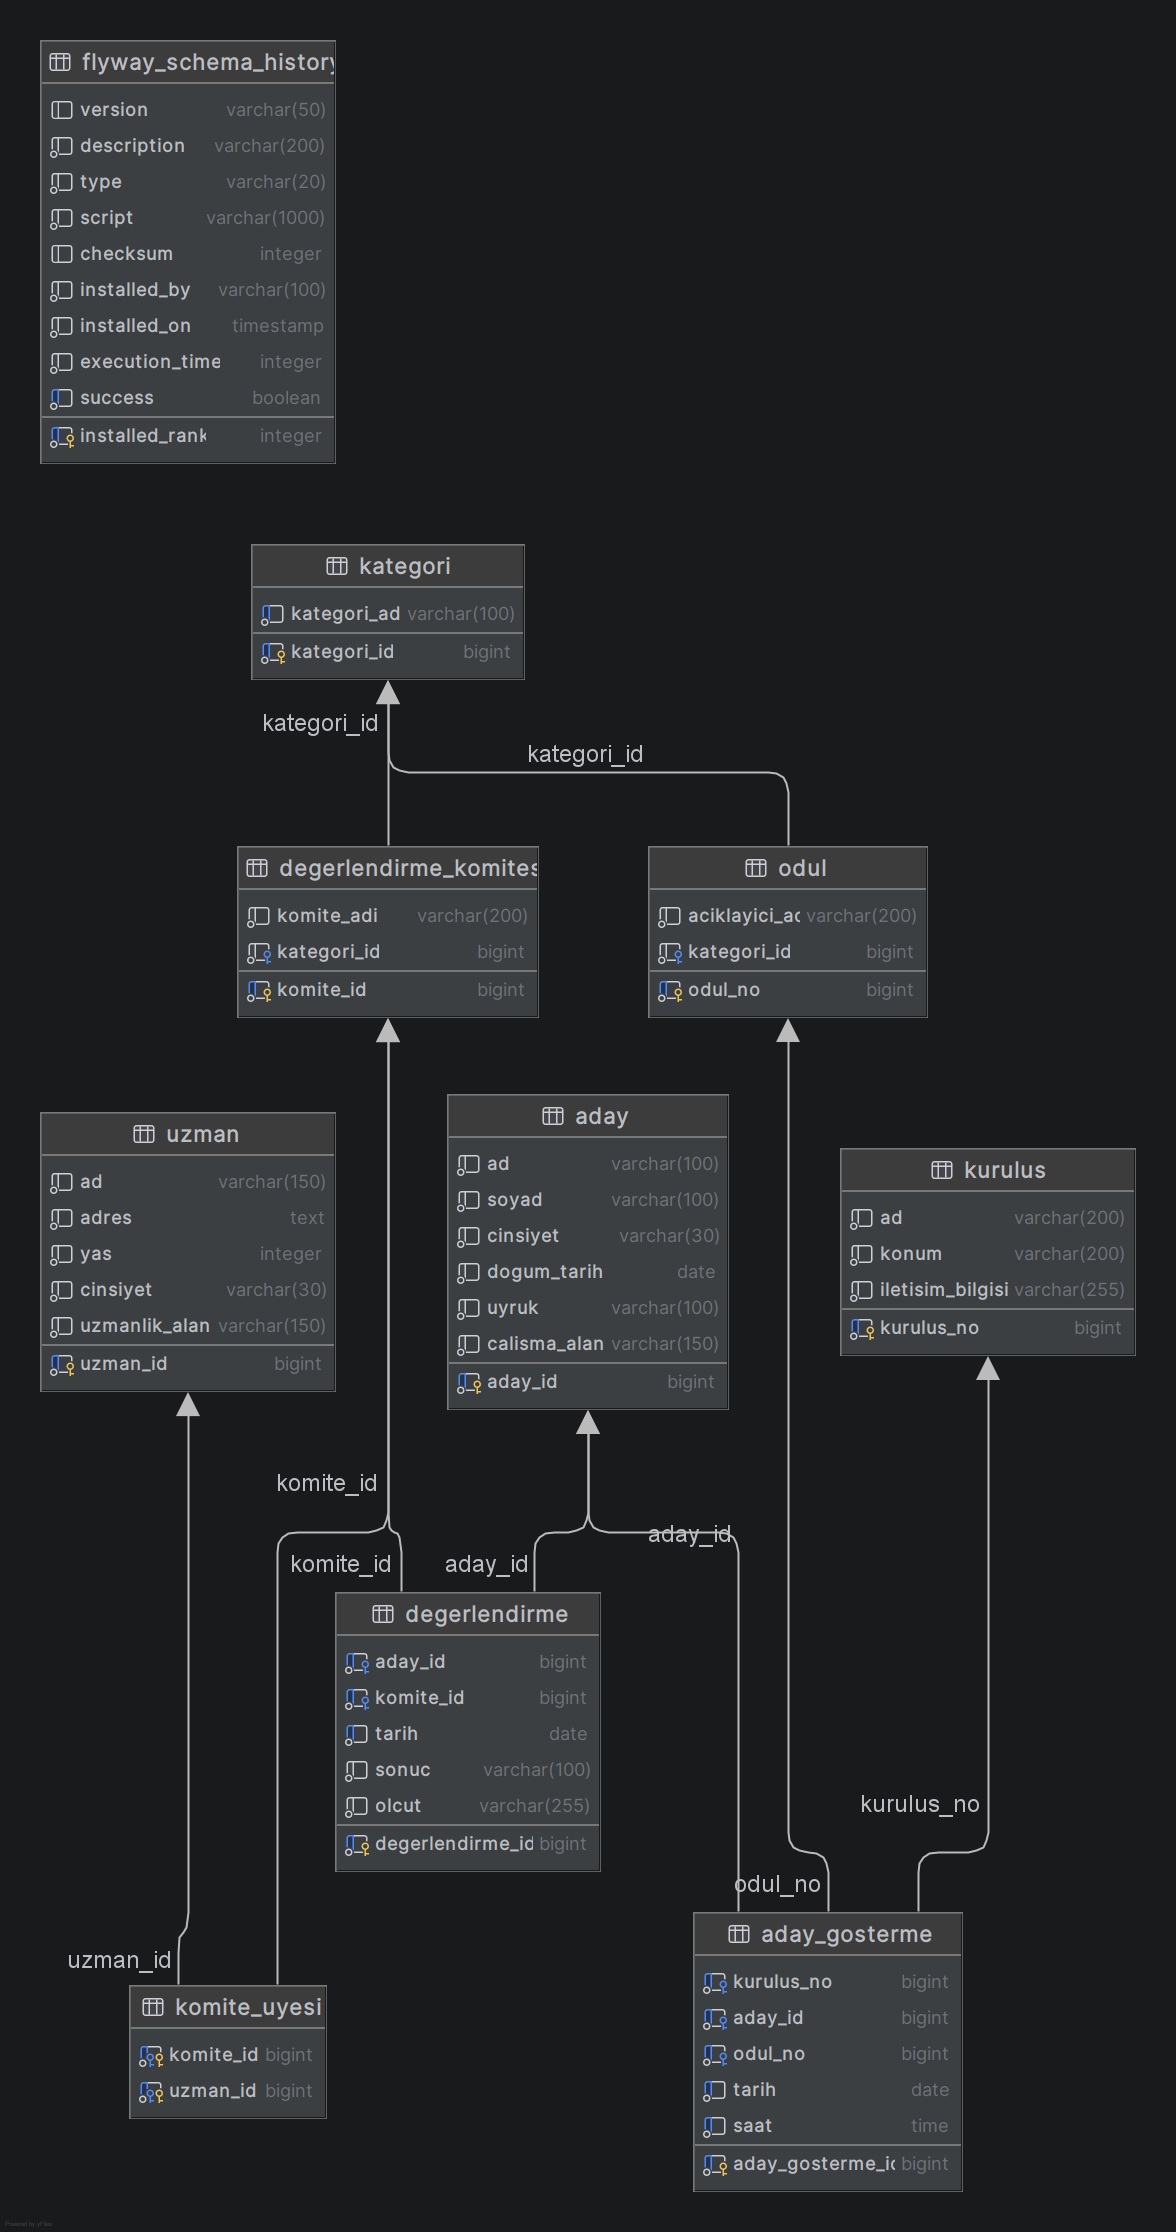 flyway_schema_history
version varchar(50)
description varchar(200)
type varchar(20)
script varchar(1000)
checksum integer
installed_by varchar(100)
installed_on timestamp
execution_time integer
success boolean
installed_rank integer
kategori
kategori_ad varchar(100)
kategori_id bigint
kategori_id
kategori_id
degerlendirme_komites
komite_adi varchar(200)
kategori_id bigint
komite_id bigint
odul
aciklayici_ac varchar(200)
kategori_id bigint
odul_no bigint
uzman
ad varchar(150)
adres text
yas integer
cinsiyet varchar(30)
uzmanlik_alan varchar(150)
uzman_id bigint
aday
ad varchar(100)
soyad varchar(100)
cinsiyet varchar(30)
dogum_tarih date
uyruk varchar(100)
calisma_alan varchar(150)
aday_id bigint
kurulus
ad varchar(200)
konum varchar(200)
iletisim_bilgisi varchar(255)
kurulus_no bigint
komite_id
komite_id
aday_id
aday_id
degerlendirme
aday_id bigint
komite_id bigint
tarih date
sonuc varchar(100)
olcut varchar(255)
degerlendirme_id bigint
kurulus_no
odul_no
uzman_id
komite_uyesi
komite_id bigint
uzman_id bigint
aday_gosterme
kurulus_no bigint
aday_id bigint
odul_no bigint
tarih date
saat time
aday_gosterme_id bigint
Powered by yFiles